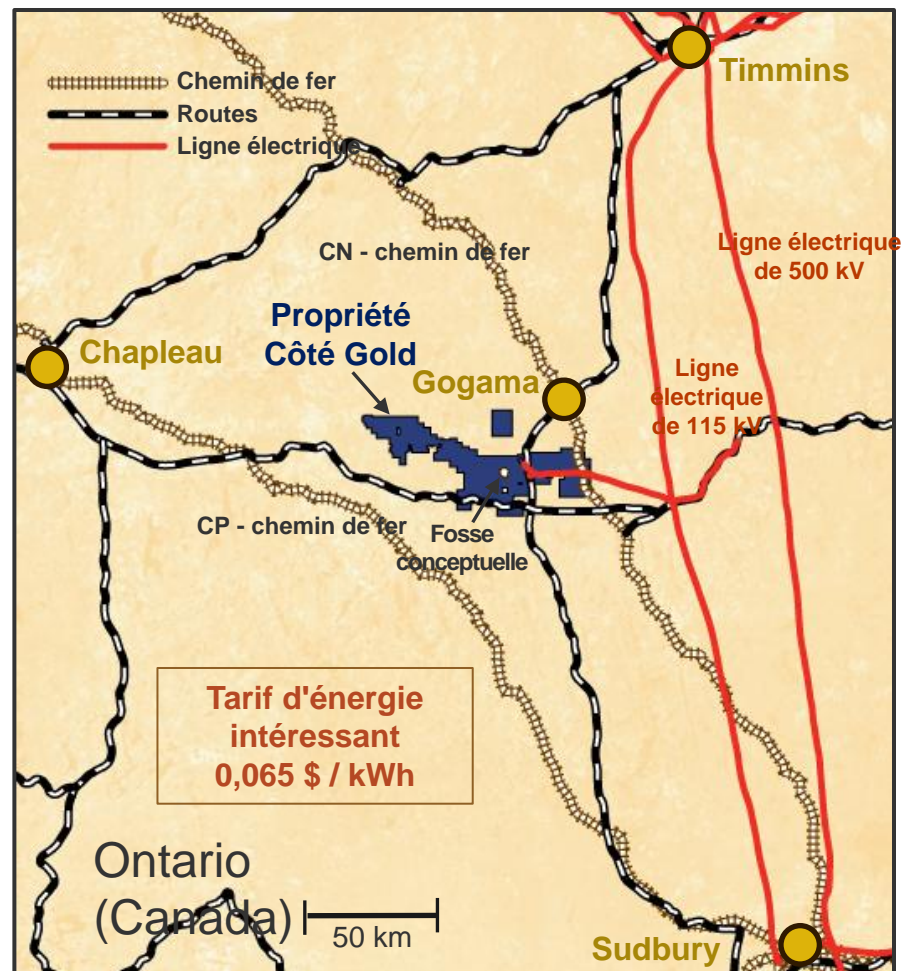 Timmins
Chemin de fer
Routes
Ligne électrique
Ligne électrique
de 500 kV
CN - chemin de fer
Propriété
Côté Gold
Chapleau
Gogama
Ligne
électrique
de 115 kV
CP - chemin de fer
Fosse
conceptuelle
Tarif d'énergie
intéressant
0,065 $ / kWh
Ontario
(Canada)
50 km
Sudbury